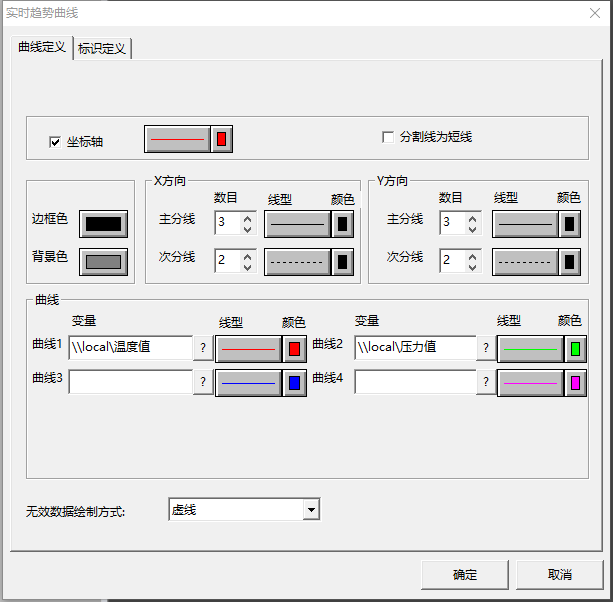 实时趋势曲线
曲线定义 标识定义
坐标轴 分割线为短线
X方向 Y方向
数目 线型 颜色 数目 线型 颜色
边框色 主分线 3 主分线 3
背景色 次分线 2 次分线 2
曲线
变量 线型 颜色 变量 线型 颜色
曲线1 \\local\温度值 ? 曲线2 \\local\压力值 ?
曲线3 ? 曲线4 ?
无效数据绘制方式: 虚线
确定 取消